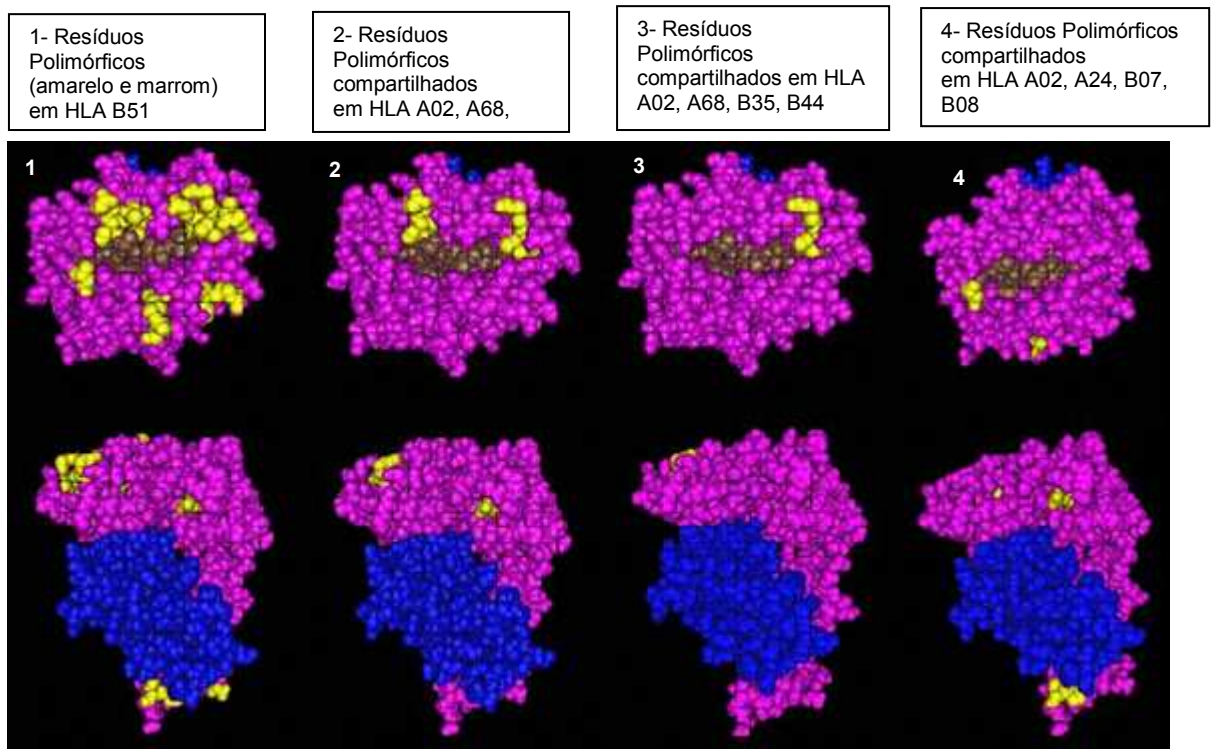 1- Resíduos
Polimórficos
(amarelo e marrom)
em HLA B51
2- Resíduos
Polimórficos
compartilhados
em HLA A02, A68,
3- Resíduos
Polimórficos
compartilhados em HLA
A02, A68, B35, B44
4- Resíduos Polimórficos
compartilhados
em HLA A02, A24, B07,
B08
1
2
3
4